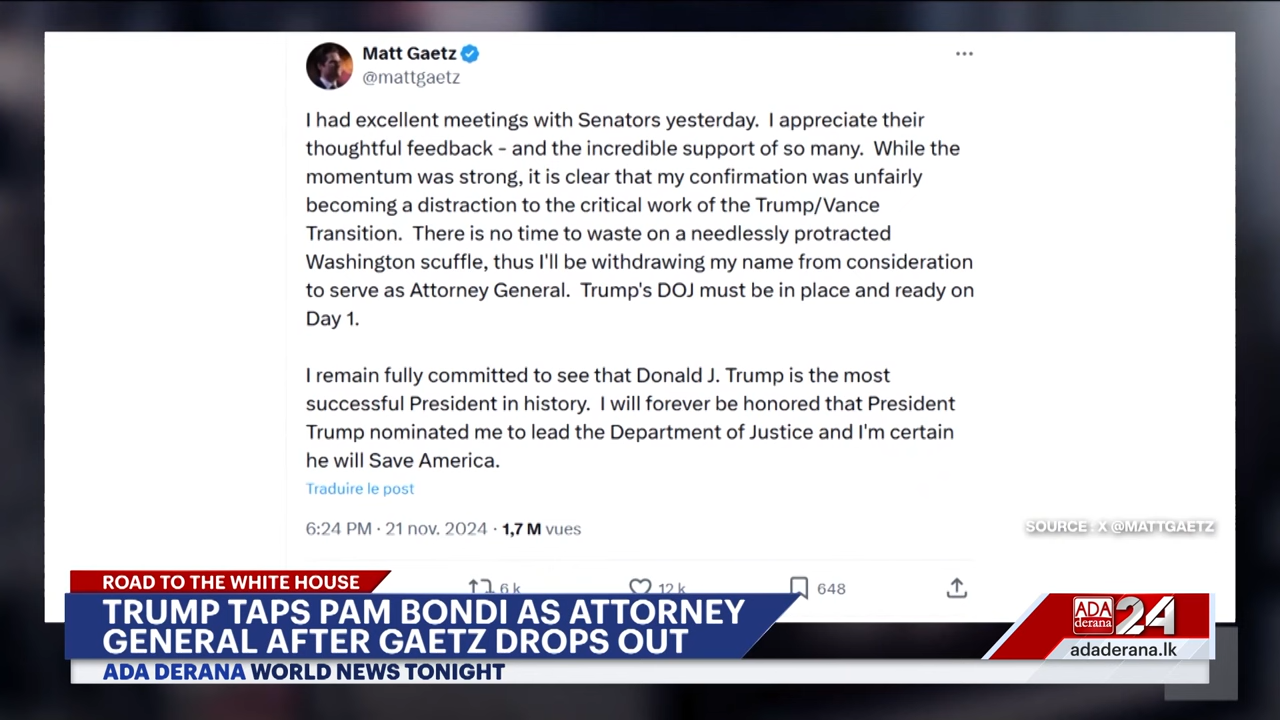 Matt Gaetz
@mattgaetz
I had excellent meetings with Senators yesterday.  I appreciate their
thoughtful feedback – and the incredible support of so many.  While the
momentum was strong, it is clear that my confirmation was unfairly
becoming a distraction to the critical work of the Trump/Vance
Transition.  There is no time to waste on a needlessly protracted
Washington scuffle, thus I'll be withdrawing my name from consideration
to serve as Attorney General.  Trump's DOJ must be in place and ready on
Day 1.
I remain fully committed to see that Donald J. Trump is the most
successful President in history.  I will forever be honored that President
Trump nominated me to lead the Department of Justice and I'm certain
he will Save America.
Traduire le post
6:24 PM · 21 nov. 2024 · 1,7 M vues
SOURCE : X @MATTGAETZ
6 k 12 k 648
ROAD TO THE WHITE HOUSE
TRUMP TAPS PAM BONDI AS ATTORNEY
GENERAL AFTER GAETZ DROPS OUT
ADA DERANA WORLD NEWS TONIGHT
ADA
derana
24
adaderana.lk